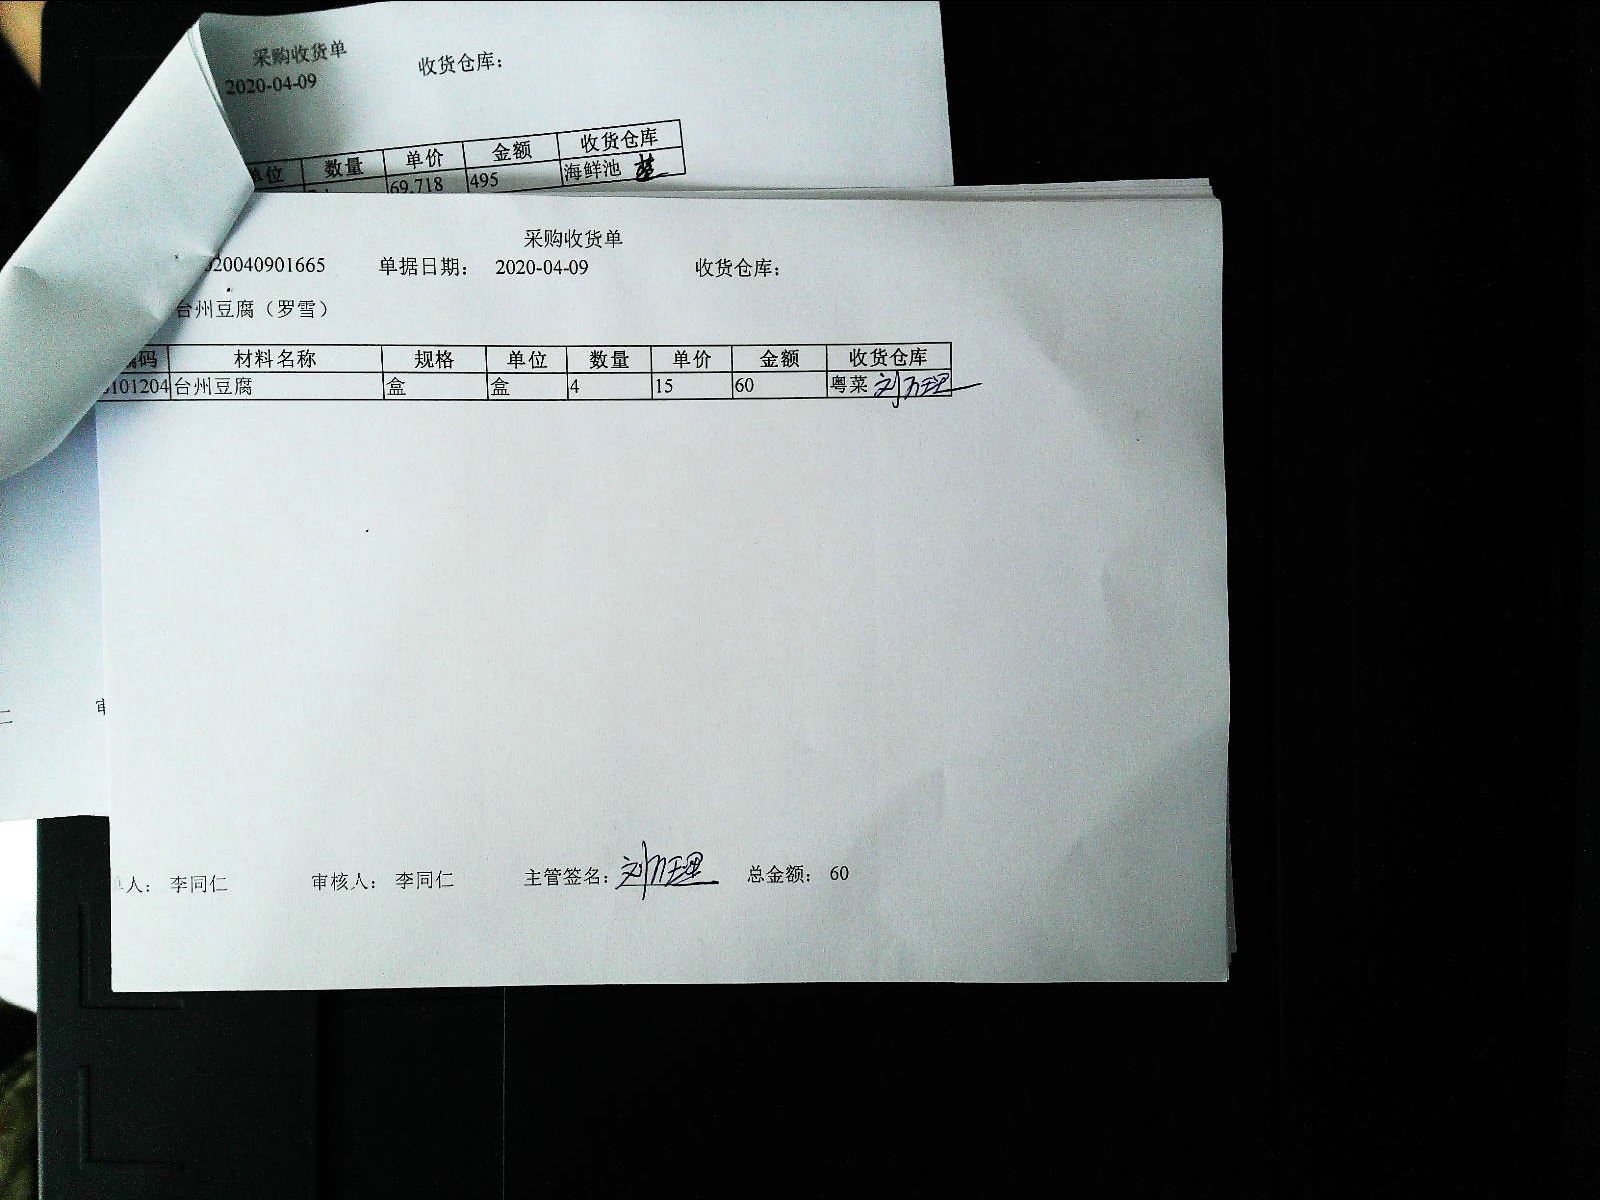 采购收货单
2020-04-09 收货仓库：
单位 数量 单价 金额 收货仓库
69.718 495 海鲜池
采购收货单
020040901665 单据日期： 2020-04-09 收货仓库：
台州豆腐（罗雪）
编码 材料名称 规格 单位 数量 单价 金额 收货仓库
101204 台州豆腐 盒 盒 4 15 60 粤菜
审
单人： 李同仁 审核人： 李同仁 主管签名： 总金额： 60